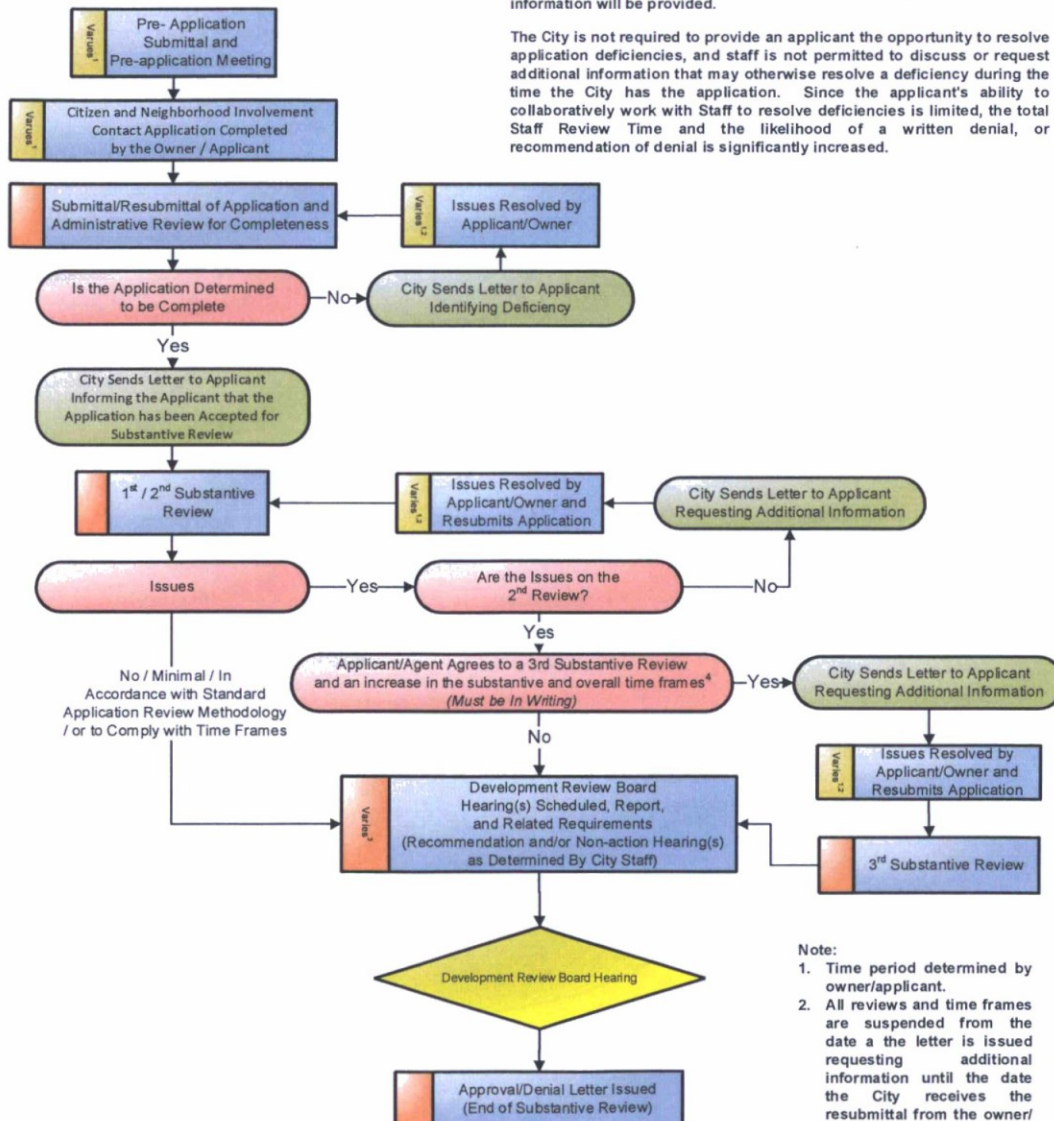 information will be provided.
The City is not required to provide an applicant the opportunity to resolve
application deficiencies, and staff is not permitted to discuss or request
additional information that may otherwise resolve a deficiency during the
time the City has the application. Since the applicant's ability to
collaboratively work with Staff to resolve deficiencies is limited, the total
Staff Review Time and the likelihood of a written denial, or
recommendation of denial is significantly increased.
Varues¹
Pre- Application
Submittal and
Pre-application Meeting
Varues¹
Citizen and Neighborhood Involvement
Contact Application Completed
by the Owner / Applicant
Submittal/Resubmittal of Application and
Administrative Review for Completeness
Varies¹,²
Issues Resolved by
Applicant/Owner
Is the Application Determined
to be Complete
No
City Sends Letter to Applicant
Identifying Deficiency
Yes
City Sends Letter to Applicant
Informing the Applicant that the
Application has been Accepted for
Substantive Review
1st / 2nd Substantive
Review
Varies¹,²
Issues Resolved by
Applicant/Owner and
Resubmits Application
City Sends Letter to Applicant
Requesting Additional Information
Issues
Yes
Are the Issues on the
2nd Review?
No
Yes
No / Minimal / In
Accordance with Standard
Application Review Methodology
/ or to Comply with Time Frames
Applicant/Agent Agrees to a 3rd Substantive Review
and an increase in the substantive and overall time frames⁴
(Must be In Writing)
Yes
City Sends Letter to Applicant
Requesting Additional Information
No
Varies¹,²
Issues Resolved by
Applicant/Owner and
Resubmits Application
Varies³
Development Review Board
Hearing(s) Scheduled, Report,
and Related Requirements
(Recommendation and/or Non-action Hearing(s)
as Determined By City Staff)
3rd Substantive Review
Development Review Board Hearing
Approval/Denial Letter Issued
(End of Substantive Review)
Note:
1. Time period determined by
owner/applicant.
2. All reviews and time frames
are suspended from the
date a the letter is issued
requesting additional
information until the date
the City receives the
resubmittal from the owner/